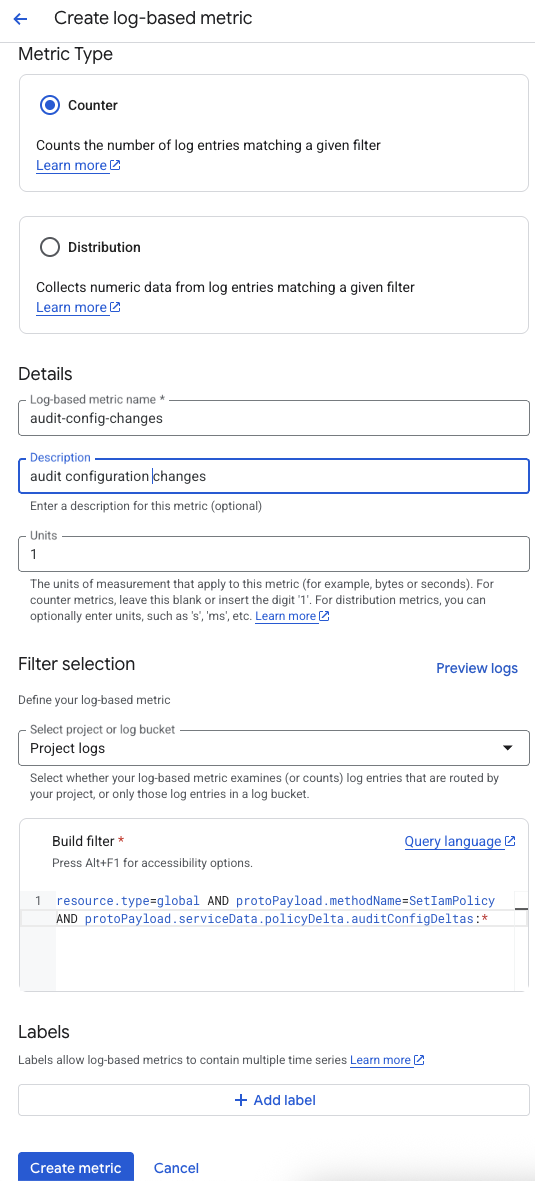 Create log-based metric
Metric Type
Counter
Counts the number of log entries matching a given filter
Learn more
Distribution
Collects numeric data from log entries matching a given filter
Learn more
Details
Log-based metric name *
audit-config-changes
Description
audit configuration changes
Enter a description for this metric (optional)
Units
1
The units of measurement that apply to this metric (for example, bytes or seconds). For
counter metrics, leave this blank or insert the digit '1'. For distribution metrics, you can
optionally enter units, such as 's', 'ms', etc. Learn more
Filter selection
Preview logs
Define your log-based metric
Select project or log bucket
Project logs
Select whether your log-based metric examines (or counts) log entries that are routed by
your project, or only those log entries in a log bucket.
Build filter *
Query language
Press Alt+F1 for accessibility options.
1 resource.type=global AND protoPayload.methodName=SetIamPolicy
AND protoPayload.serviceData.policyDelta.auditConfigDeltas:*
Labels
Labels allow log-based metrics to contain multiple time series Learn more
+ Add label
Create metric
Cancel